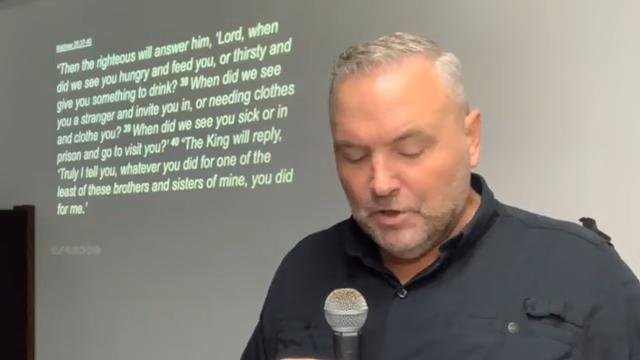 Matthew 25:37-40
"Then the righteous will answer him, 'Lord, when
did we see you hungry and feed you, or thirsty and
give you something to drink? 38 When did we see
you a stranger and invite you in, or needing clothes
and clothe you? 39 When did we see you sick or in
prison and go to visit you?' 40 "The King will reply,
'Truly I tell you, whatever you did for one of the
least of these brothers and sisters of mine, you did
for me.'